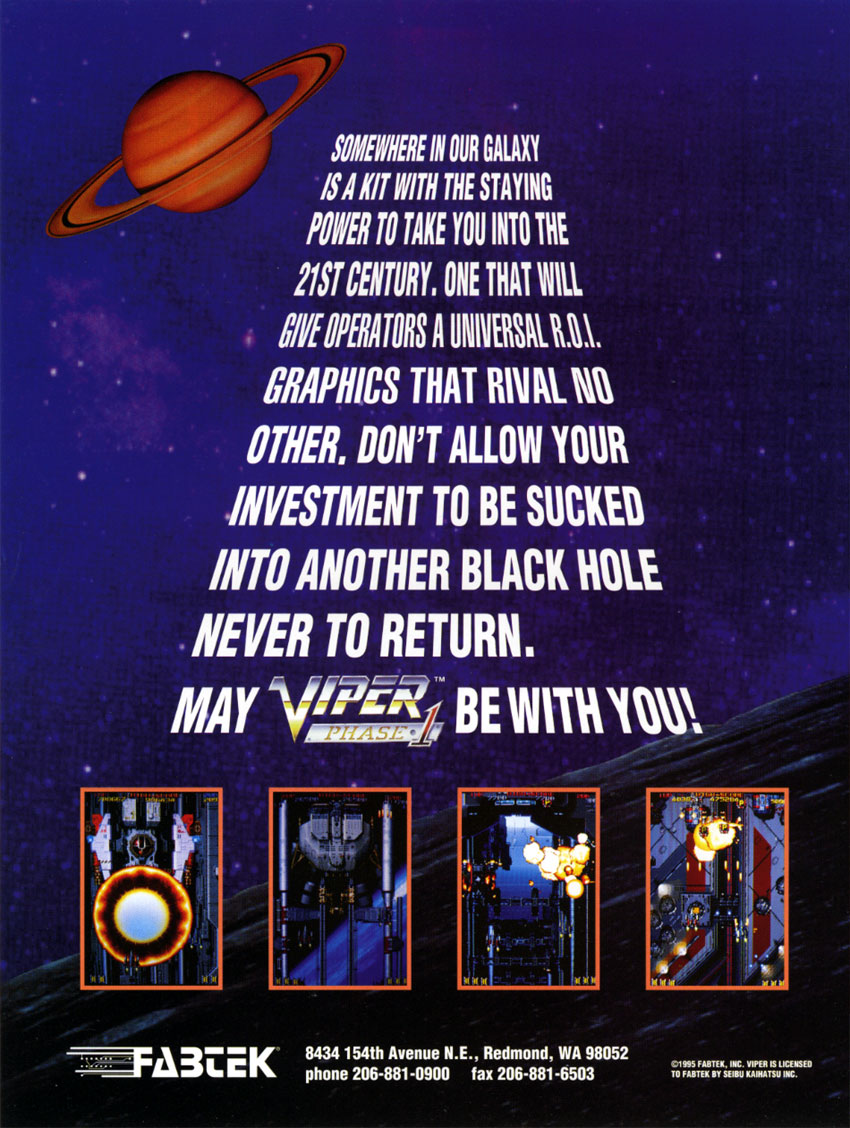 SOMEWHERE IN OUR GALAXY
IS A KIT WITH THE STAYING
POWER TO TAKE YOU INTO THE
21ST CENTURY. ONE THAT WILL
GIVE OPERATORS A UNIVERSAL R.O.I.
GRAPHICS THAT RIVAL NO
OTHER. DON'T ALLOW YOUR
INVESTMENT TO BE SUCKED
INTO ANOTHER BLACK HOLE
NEVER TO RETURN.
MAY VIPER PHASE 1 ™ BE WITH YOU!
FABTEK
8434 154th Avenue N.E., Redmond, WA 98052
phone 206-881-0900 fax 206-881-6503
©1995 FABTEK, INC. VIPER IS LICENSED
TO FABTEK BY SEIBU KAIHATSU INC.